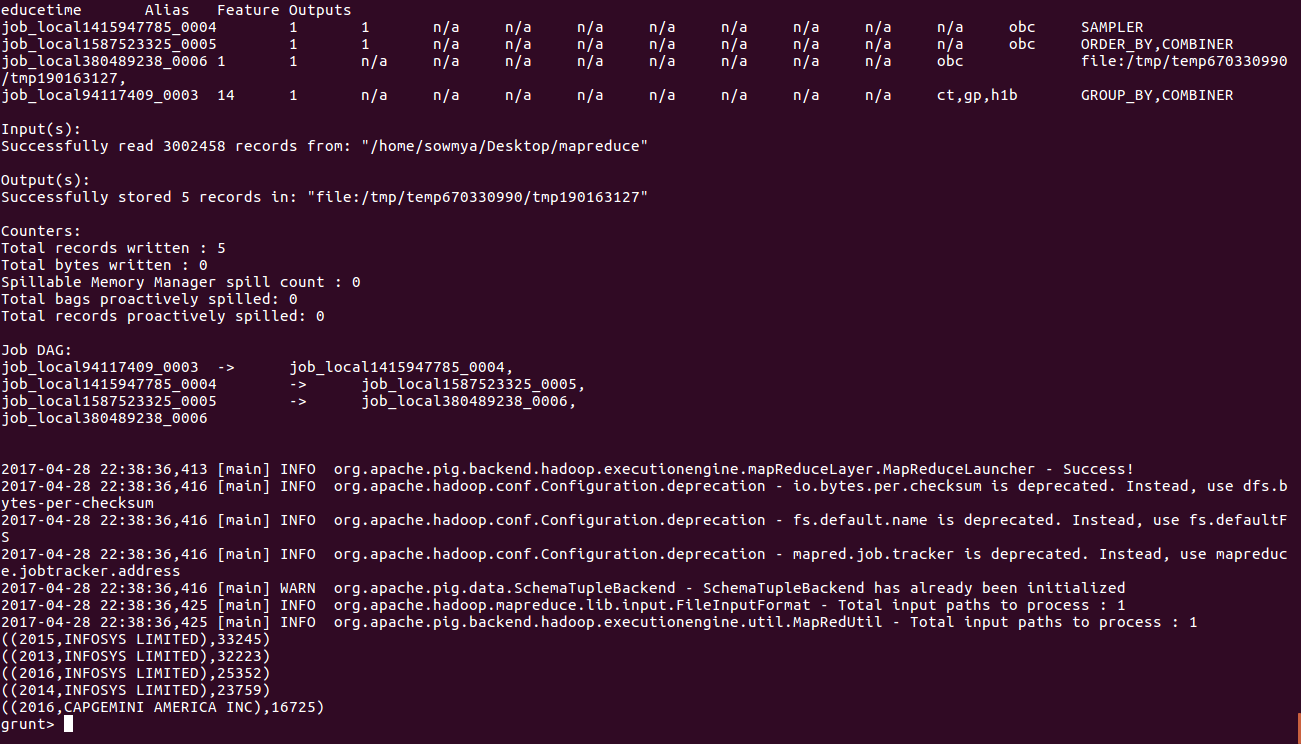 educetime       Alias   Feature Outputs
job_local1415947785_0004        1       1       n/a     n/a     n/a     n/a     n/a     n/a     n/a     n/a     obc     SAMPLER
job_local1587523325_0005        1       1       n/a     n/a     n/a     n/a     n/a     n/a     n/a     n/a     obc     ORDER_BY,COMBINER
job_local380489238_0006 1       1       n/a     n/a     n/a     n/a     n/a     n/a     n/a     n/a     obc             file:/tmp/temp670330990
/tmp190163127,
job_local94117409_0003  14      1       n/a     n/a     n/a     n/a     n/a     n/a     n/a     n/a     ct,gp,h1b       GROUP_BY,COMBINER

Input(s):
Successfully read 3002458 records from: "/home/sowmya/Desktop/mapreduce"

Output(s):
Successfully stored 5 records in: "file:/tmp/temp670330990/tmp190163127"

Counters:
Total records written : 5
Total bytes written : 0
Spillable Memory Manager spill count : 0
Total bags proactively spilled: 0
Total records proactively spilled: 0

Job DAG:
job_local94117409_0003  ->      job_local1415947785_0004,
job_local1415947785_0004        ->      job_local1587523325_0005,
job_local1587523325_0005        ->      job_local380489238_0006,
job_local380489238_0006

2017-04-28 22:38:36,413 [main] INFO  org.apache.pig.backend.hadoop.executionengine.mapReduceLayer.MapReduceLauncher - Success!
2017-04-28 22:38:36,416 [main] INFO  org.apache.hadoop.conf.Configuration.deprecation - io.bytes.per.checksum is deprecated. Instead, use dfs.b
ytes-per-checksum
2017-04-28 22:38:36,416 [main] INFO  org.apache.hadoop.conf.Configuration.deprecation - fs.default.name is deprecated. Instead, use fs.defaultF
S
2017-04-28 22:38:36,416 [main] INFO  org.apache.hadoop.conf.Configuration.deprecation - mapred.job.tracker is deprecated. Instead, use mapreduc
e.jobtracker.address
2017-04-28 22:38:36,416 [main] WARN  org.apache.pig.data.SchemaTupleBackend - SchemaTupleBackend has already been initialized
2017-04-28 22:38:36,425 [main] INFO  org.apache.hadoop.mapreduce.lib.input.FileInputFormat - Total input paths to process : 1
2017-04-28 22:38:36,425 [main] INFO  org.apache.pig.backend.hadoop.executionengine.util.MapRedUtil - Total input paths to process : 1
((2015,INFOSYS LIMITED),33245)
((2013,INFOSYS LIMITED),32223)
((2016,INFOSYS LIMITED),25352)
((2014,INFOSYS LIMITED),23759)
((2016,CAPGEMINI AMERICA INC),16725)
grunt>